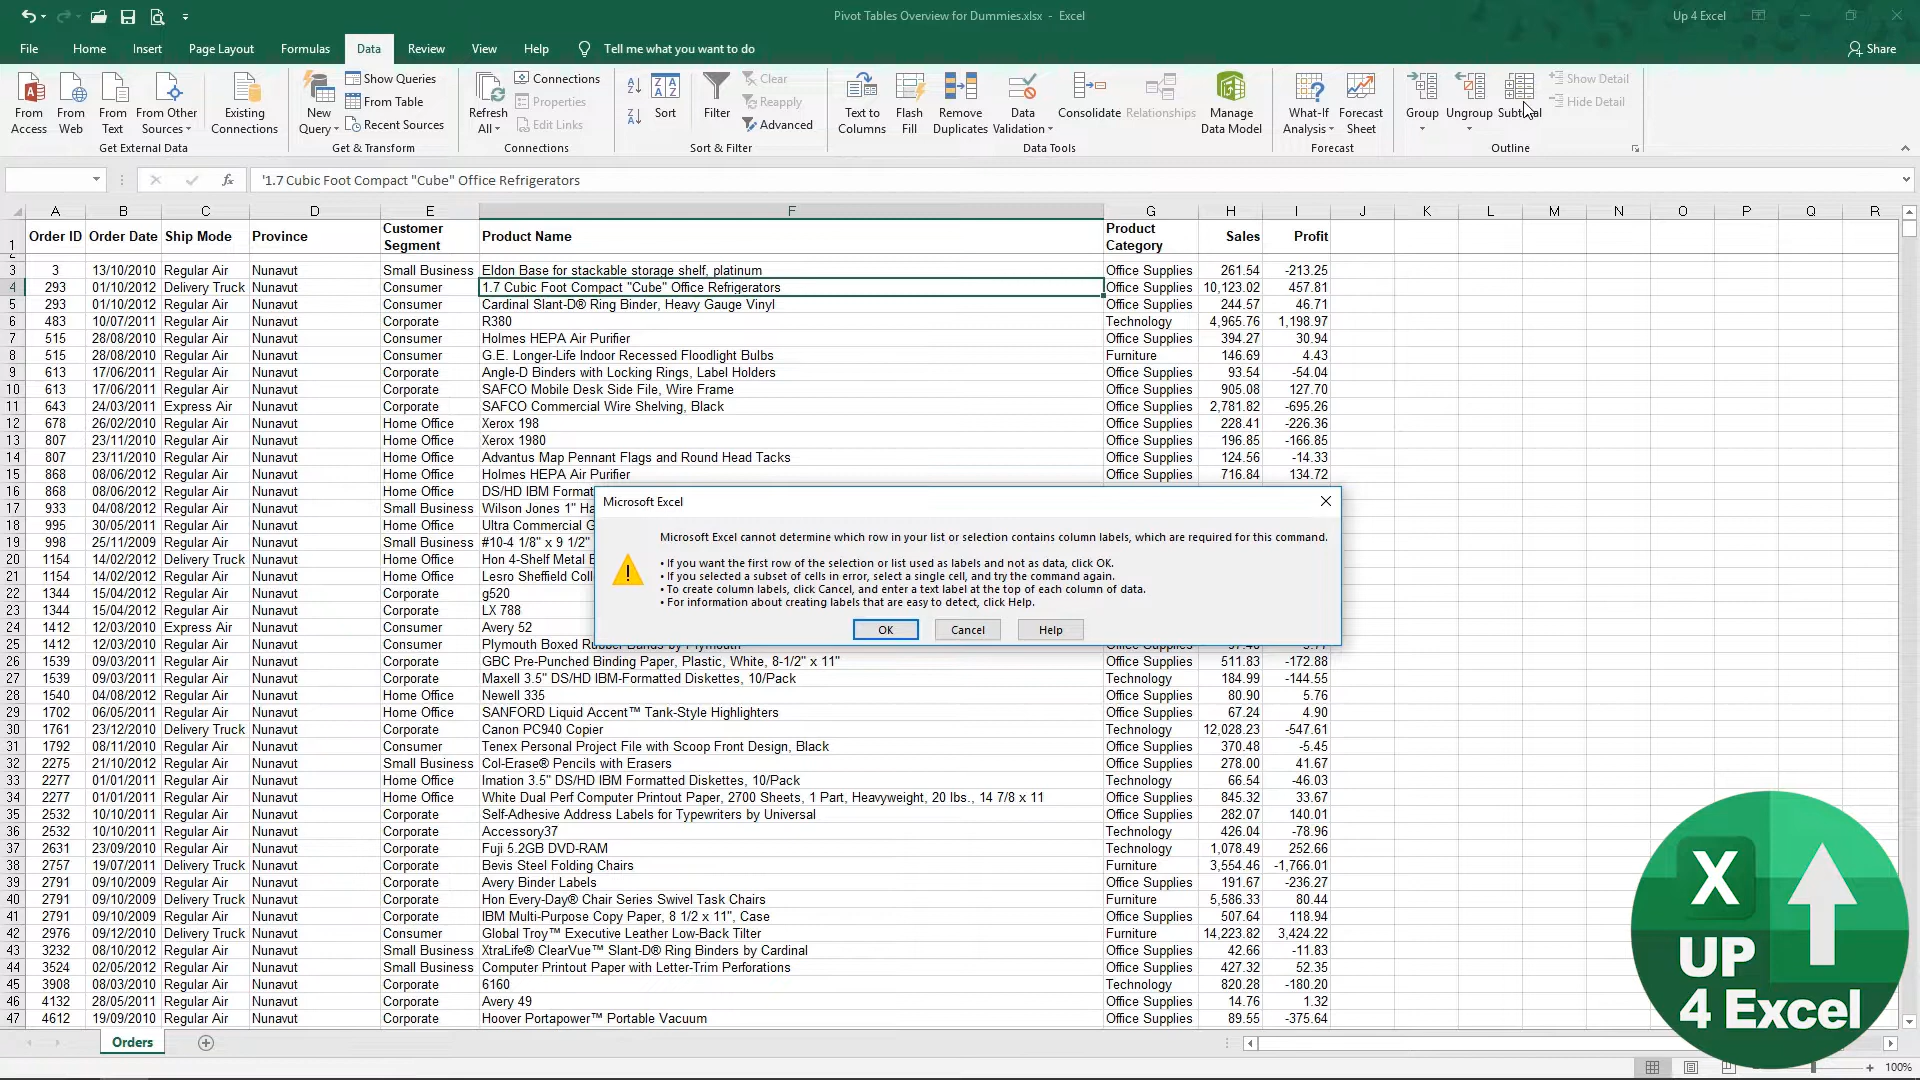 Pivot Tables Overview for Dummies.xlsx - Excel
Up 4 Excel
File Home Insert Page Layout Formulas Data Review View Help Tell me what you want to do Share
From Access
From Web
From Text
From Other Sources
Existing Connections
Get External Data
New Query
Show Queries
From Table
Recent Sources
Get & Transform
Refresh All
Connections
Properties
Edit Links
Connections
Sort
Filter
Clear
Reapply
Advanced
Sort & Filter
Text to Columns
Flash Fill
Remove Duplicates
Data Validation
Consolidate
Relationships
Manage Data Model
Data Tools
What-If Analysis
Forecast Sheet
Forecast
Group
Ungroup
Subtotal
Show Detail
Hide Detail
Outline
fx '1.7 Cubic Foot Compact "Cube" Office Refrigerators
A B C D E F G H I J K L M N O P Q R
1 Order ID Order Date Ship Mode Province Customer Segment Product Name Product Category Sales Profit
3 3 13/10/2010 Regular Air Nunavut Small Business Eldon Base for stackable storage shelf, platinum Office Supplies 261.54 -213.25
4 293 01/10/2012 Delivery Truck Nunavut Consumer 1.7 Cubic Foot Compact "Cube" Office Refrigerators Office Supplies 10,123.02 457.81
5 293 01/10/2012 Regular Air Nunavut Consumer Cardinal Slant-D® Ring Binder, Heavy Gauge Vinyl Office Supplies 244.57 46.71
6 483 10/07/2011 Regular Air Nunavut Corporate R380 Technology 4,965.76 1,198.97
7 515 28/08/2010 Regular Air Nunavut Consumer Holmes HEPA Air Purifier Office Supplies 394.27 30.94
8 515 28/08/2010 Regular Air Nunavut Consumer G.E. Longer-Life Indoor Recessed Floodlight Bulbs Furniture 146.69 4.43
9 613 17/06/2011 Regular Air Nunavut Corporate Angle-D Binders with Locking Rings, Label Holders Office Supplies 93.54 -54.04
10 613 17/06/2011 Regular Air Nunavut Corporate SAFCO Mobile Desk Side File, Wire Frame Office Supplies 905.08 127.70
11 643 24/03/2011 Express Air Nunavut Corporate SAFCO Commercial Wire Shelving, Black Office Supplies 2,781.82 -695.26
12 678 26/02/2010 Regular Air Nunavut Home Office Xerox 198 Office Supplies 228.41 -226.36
13 807 23/11/2010 Regular Air Nunavut Home Office Xerox 1980 Office Supplies 196.85 -166.85
14 807 23/11/2010 Regular Air Nunavut Home Office Advantus Map Pennant Flags and Round Head Tacks Office Supplies 124.56 -14.33
15 868 08/06/2012 Regular Air Nunavut Home Office Holmes HEPA Air Purifier Office Supplies 716.84 134.72
16 868 08/06/2012 Regular Air Nunavut Home Office DS/HD IBM Format
17 933 04/08/2012 Regular Air Nunavut Small Business Wilson Jones 1" Ha
18 995 30/05/2011 Regular Air Nunavut Home Office Ultra Commercial G
19 998 25/11/2009 Regular Air Nunavut Small Business #10-4 1/8" x 9 1/2"
20 1154 14/02/2012 Delivery Truck Nunavut Home Office Hon 4-Shelf Metal B
21 1154 14/02/2012 Regular Air Nunavut Home Office Lesro Sheffield Coll
22 1344 15/04/2012 Regular Air Nunavut Home Office g520
23 1344 15/04/2012 Regular Air Nunavut Home Office LX 788
24 1412 12/03/2010 Express Air Nunavut Consumer Avery 52
25 1412 12/03/2010 Regular Air Nunavut Consumer Plymouth Boxed Rubber Bands by Plymouth
26 1539 09/03/2011 Regular Air Nunavut Corporate GBC Pre-Punched Binding Paper, Plastic, White, 8-1/2" x 11" Office Supplies 511.83 -172.88
27 1539 09/03/2011 Regular Air Nunavut Corporate Maxell 3.5" DS/HD IBM-Formatted Diskettes, 10/Pack Technology 184.99 -144.55
28 1540 04/08/2012 Regular Air Nunavut Home Office Newell 335 Office Supplies 80.90 5.76
29 1702 06/05/2011 Regular Air Nunavut Home Office SANFORD Liquid Accent™ Tank-Style Highlighters Office Supplies 67.24 4.90
30 1761 23/12/2010 Delivery Truck Nunavut Corporate Canon PC940 Copier Technology 12,028.23 -547.61
31 1792 08/11/2010 Regular Air Nunavut Consumer Tenex Personal Project File with Scoop Front Design, Black Office Supplies 370.48 -5.45
32 2275 21/10/2012 Regular Air Nunavut Small Business Col-Erase® Pencils with Erasers Office Supplies 278.00 41.67
33 2277 01/01/2011 Regular Air Nunavut Home Office Imation 3.5" DS/HD IBM Formatted Diskettes, 10/Pack Technology 66.54 -46.03
34 2277 01/01/2011 Regular Air Nunavut Home Office White Dual Perf Computer Printout Paper, 2700 Sheets, 1 Part, Heavyweight, 20 lbs., 14 7/8 x 11 Office Supplies 845.32 33.67
35 2532 10/10/2011 Regular Air Nunavut Corporate Self-Adhesive Address Labels for Typewriters by Universal Office Supplies 282.07 140.01
36 2532 10/10/2011 Regular Air Nunavut Corporate Accessory37 Technology 426.04 -78.96
37 2631 23/09/2010 Regular Air Nunavut Corporate Fuji 5.2GB DVD-RAM Technology 1,078.49 252.66
38 2757 19/07/2011 Delivery Truck Nunavut Corporate Bevis Steel Folding Chairs Furniture 3,554.46 -1,766.01
39 2791 09/10/2009 Regular Air Nunavut Corporate Avery Binder Labels Office Supplies 191.67 -236.27
40 2791 09/10/2009 Delivery Truck Nunavut Corporate Hon Every-Day® Chair Series Swivel Task Chairs Furniture 5,586.33 80.44
41 2791 09/10/2009 Regular Air Nunavut Corporate IBM Multi-Purpose Copy Paper, 8 1/2 x 11", Case Office Supplies 507.64 118.94
42 2976 09/12/2010 Delivery Truck Nunavut Consumer Global Troy™ Executive Leather Low-Back Tilter Furniture 14,223.82 3,424.22
43 3232 08/10/2012 Regular Air Nunavut Small Business XtraLife® ClearVue™ Slant-D® Ring Binders by Cardinal Office Supplies 42.66 -11.83
44 3524 02/05/2012 Regular Air Nunavut Small Business Computer Printout Paper with Letter-Trim Perforations Office Supplies 427.32 52.35
45 3908 08/03/2010 Regular Air Nunavut Corporate 6160 Technology 820.28 -180.20
46 4132 28/05/2011 Regular Air Nunavut Corporate Avery 49 Office Supplies 14.76 1.32
47 4612 19/09/2010 Regular Air Nunavut Corporate Hoover Portapower™ Portable Vacuum Office Supplies 89.55 -375.64
Microsoft Excel
Microsoft Excel cannot determine which row in your list or selection contains column labels, which are required for this command.
• If you want the first row of the selection or list used as labels and not as data, click OK.
• If you selected a subset of cells in error, select a single cell, and try the command again.
• To create column labels, click Cancel, and enter a text label at the top of each column of data.
• For information about creating labels that are easy to detect, click Help.
OK Cancel Help
X
UP
4 Excel
Orders
100%